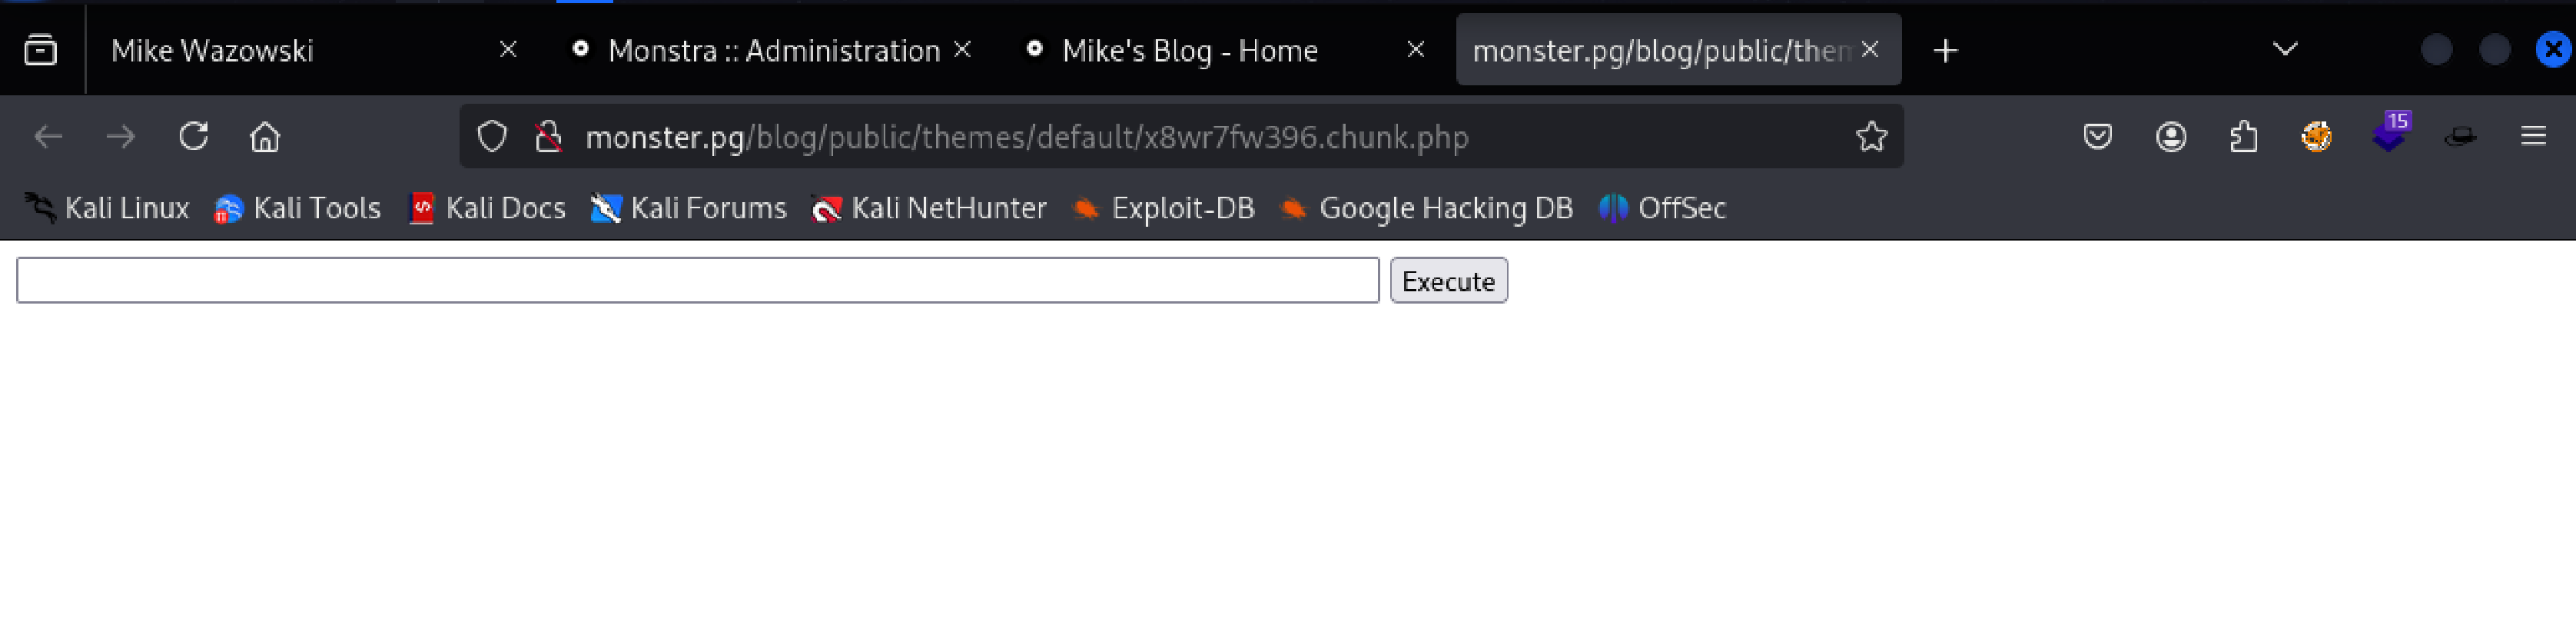 Mike Wazowski Monstra :: Administration Mike's Blog - Home monster.pg/blog/public/them
monster.pg/blog/public/themes/default/x8wr7fw396.chunk.php 15
Kali Linux Kali Tools Kali Docs Kali Forums Kali NetHunter Exploit-DB Google Hacking DB OffSec
Execute